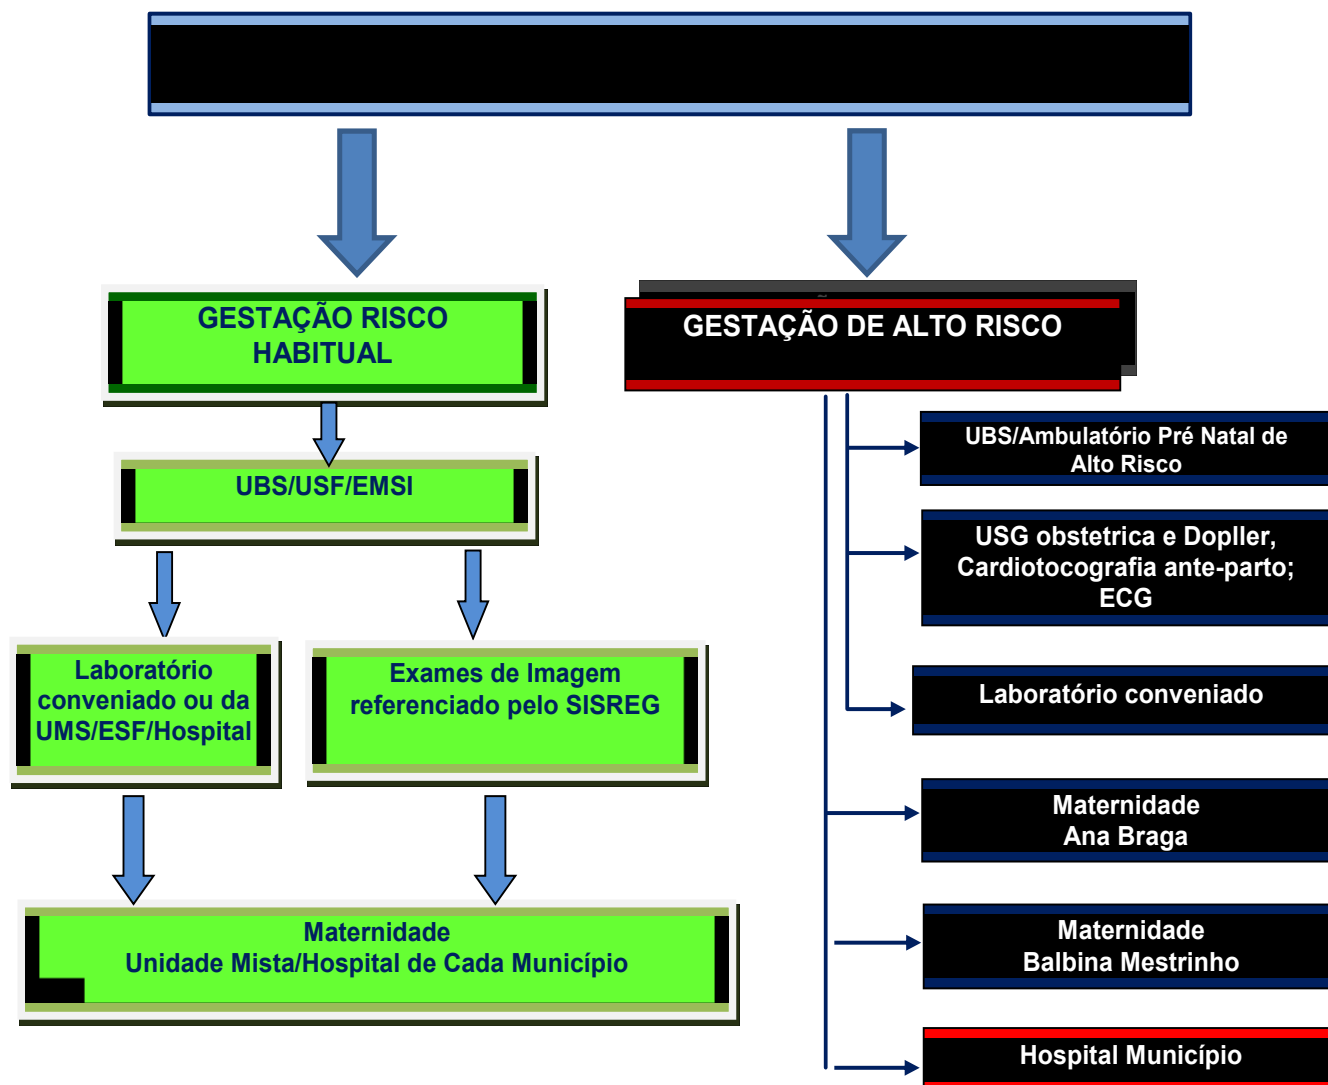 GESTAÇÃO RISCO
HABITUAL
UBS/USF/EMSI
Laboratório
conveniado ou da
UMS/ESF/Hospital
Exames de Imagem
referenciado pelo SISREG
Maternidade
Unidade Mista/Hospital de Cada Município
GESTAÇÃO DE ALTO RISCO
UBS/Ambulatório Pré Natal de
Alto Risco
USG obstetrica e Dopller,
Cardiotocografia ante-parto;
ECG
Laboratório conveniado
Maternidade
Ana Braga
Maternidade
Balbina Mestrinho
Hospital Município